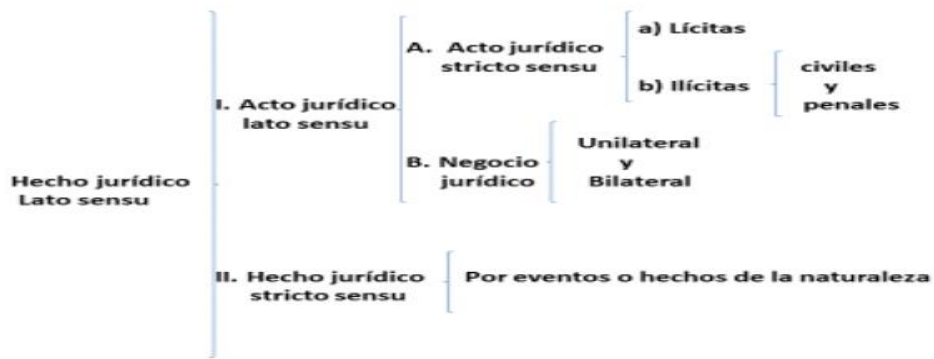 Hecho jurídico
Lato sensu
I. Acto jurídico
lato sensu
A. Acto jurídico
stricto sensu
a) Lícitas
b) Ilícitas
civiles
y
penales
B. Negocio
jurídico
Unilateral
y
Bilateral
II. Hecho jurídico
stricto sensu
Por eventos o hechos de la naturaleza